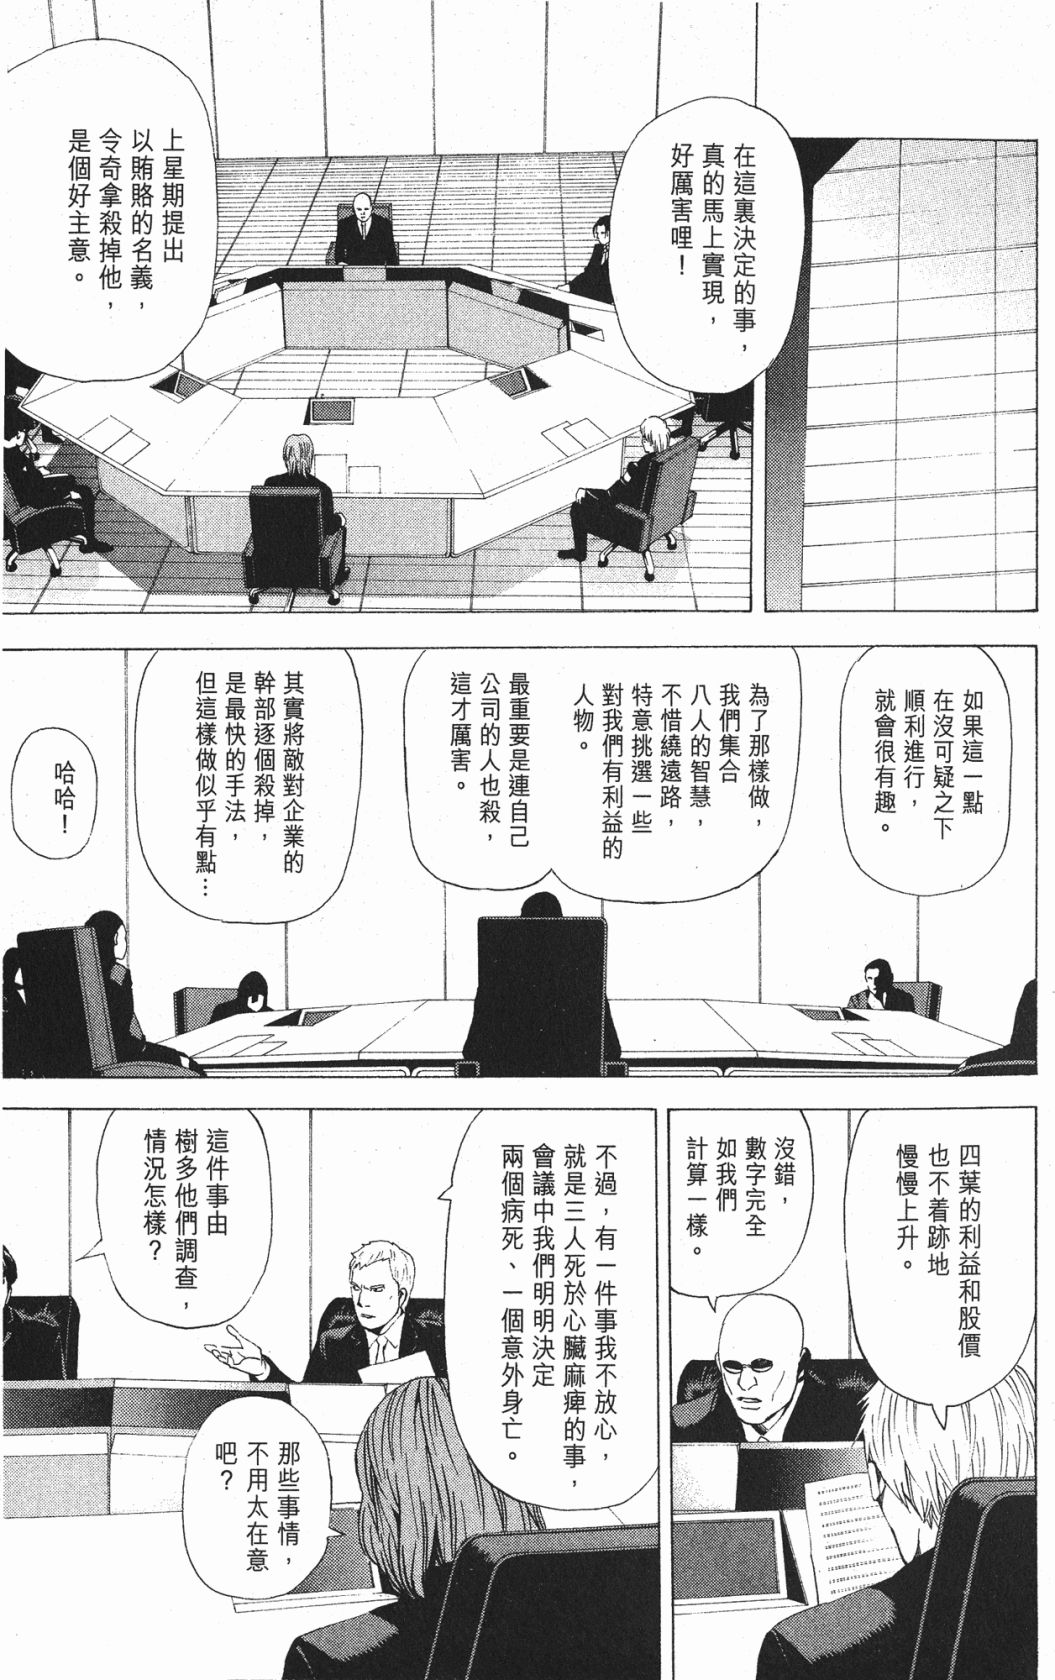 在這裏決定的事，
真的馬上實現，
好厲害哩！
上星期提出
以賄賂的名義，
令奇拿殺掉他，
是個好主意。
如果這一點
在沒可疑之下
順利進行，
就會很有趣。
為了那樣做，
我們集合
八人的智慧，
不惜繞遠路，
特意挑選一些
對我們有利益的
人物。
最重要是連自己
公司的人也殺，
這才厲害。
其實將敵對企業的
幹部逐個殺掉，
是最快的手法，
但這樣做似乎有點…
哈哈！
四葉的利益和股價
也不着跡地
慢慢上升。
沒錯，
數字完全
如我們
計算一樣。
不過，有一件事我不放心，
就是三人死於心臟麻痺的事，
會議中我們明明決定
兩個病死、一個意外身亡。
這件事由
樹多他們調查，
情況怎樣？
那些事情，
不用太在意
吧？